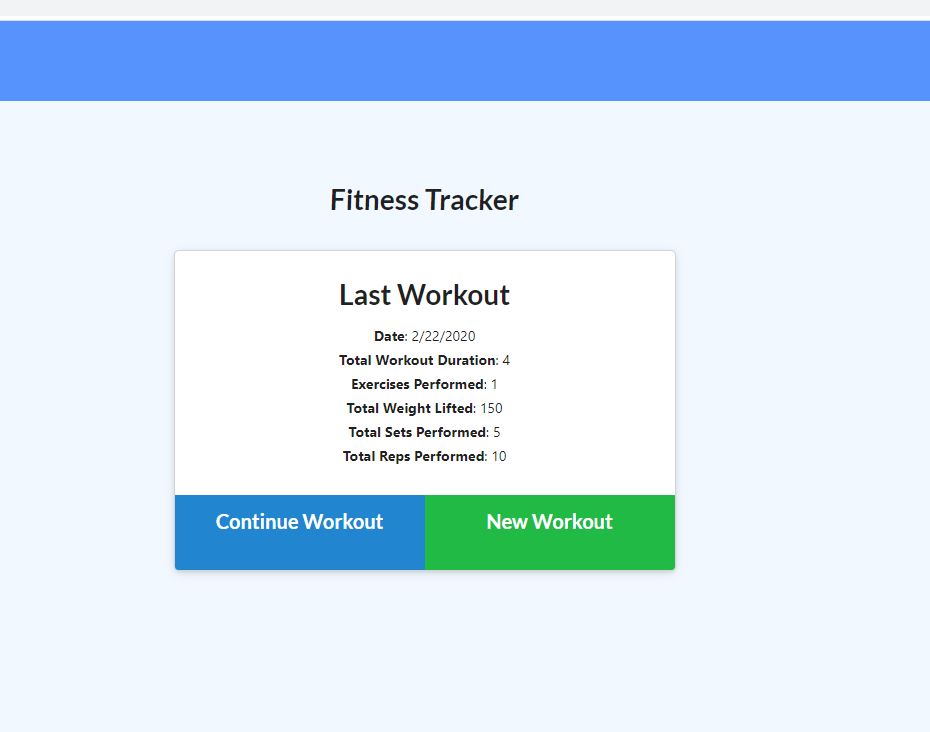 Fitness Tracker
Last Workout
Date: 2/22/2020
Total Workout Duration: 4
Exercises Performed: 1
Total Weight Lifted: 150
Total Sets Performed: 5
Total Reps Performed: 10
Continue Workout
New Workout